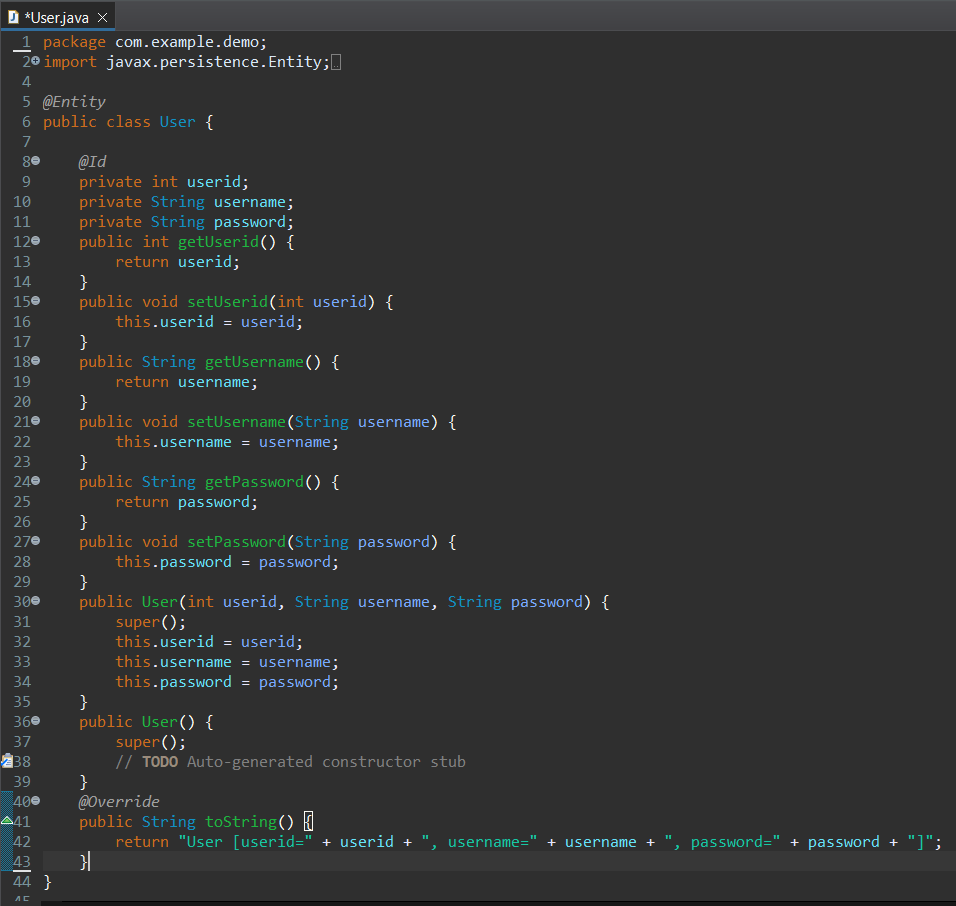 *User.java
1 package com.example.demo;
2 import javax.persistence.Entity;
4
5 @Entity
6 public class User {
7
8     @Id
9     private int userid;
10     private String username;
11     private String password;
12     public int getUserid() {
13         return userid;
14     }
15     public void setUserid(int userid) {
16         this.userid = userid;
17     }
18     public String getUsername() {
19         return username;
20     }
21     public void setUsername(String username) {
22         this.username = username;
23     }
24     public String getPassword() {
25         return password;
26     }
27     public void setPassword(String password) {
28         this.password = password;
29     }
30     public User(int userid, String username, String password) {
31         super();
32         this.userid = userid;
33         this.username = username;
34         this.password = password;
35     }
36     public User() {
37         super();
38         // TODO Auto-generated constructor stub
39     }
40     @Override
41     public String toString() {
42         return "User [userid=" + userid + ", username=" + username + ", password=" + password + "]";
43     }
44 }
45